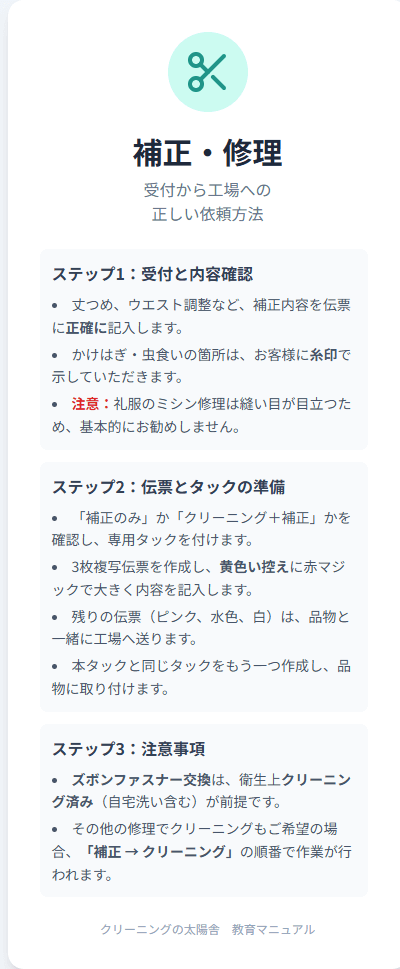 補正・修理
受付から工場への
正しい依頼方法
ステップ1：受付と内容確認
• 丈つめ、ウエスト調整など、補正内容を伝票
に正確に記入します。
• かけはぎ・虫食いの箇所は、お客様に糸印で
示していただきます。
• 注意：礼服のミシン修理は縫い目が目立つた
め、基本的にお勧めしません。
ステップ2：伝票とタックの準備
• 「補正のみ」か「クリーニング＋補正」かを
確認し、専用タックを付けます。
• 3枚複写伝票を作成し、黄色い控えに赤マジ
ックで大きく内容を記入します。
• 残りの伝票（ピンク、水色、白）は、品物と
一緒に工場へ送ります。
• 本タックと同じタックをもう一つ作成し、品
物に取り付けます。
ステップ3：注意事項
• ズボンファスナー交換は、衛生上クリーニン
グ済み（自宅洗い含む）が前提です。
• その他の修理でクリーニングもご希望の場
合、「補正 → クリーニング」の順番で作業が行
われます。
クリーニングの太陽舎　教育マニュアル